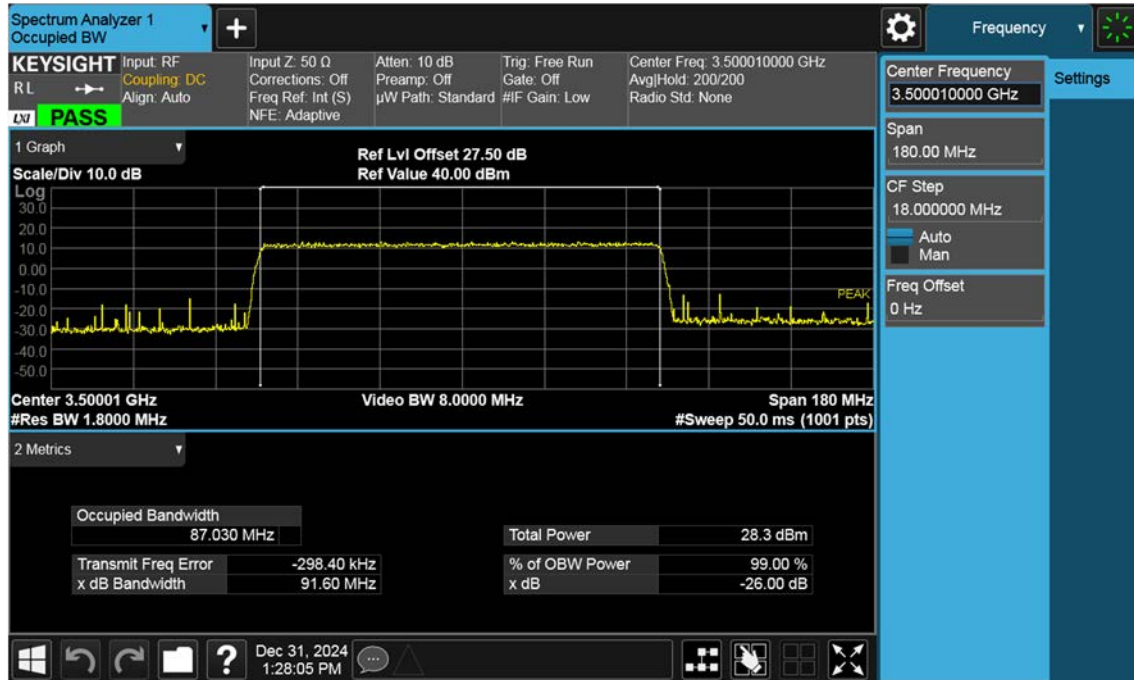 Spectrum Analyzer 1
Occupied BW
Frequency
KEYSIGHT
R L
LXI PASS
Input: RF
Coupling: DC
Align: Auto
Input Z: 50 Ω
Corrections: Off
Freq Ref: Int (S)
NFE: Adaptive
Atten: 10 dB
Preamp: Off
µW Path: Standard
Trig: Free Run
Gate: Off
#IF Gain: Low
Center Freq: 3.500010000 GHz
Avg|Hold: 200/200
Radio Std: None
1 Graph
Scale/Div 10.0 dB
Ref Lvl Offset 27.50 dB
Ref Value 40.00 dBm
Log
30.0
20.0
10.0
0.00
-10.0
-20.0
-30.0
-40.0
-50.0
PEAK
Center 3.50001 GHz
#Res BW 1.8000 MHz
Video BW 8.0000 MHz
Span 180 MHz
#Sweep 50.0 ms (1001 pts)
2 Metrics
Occupied Bandwidth
87.030 MHz
Transmit Freq Error -298.40 kHz
x dB Bandwidth 91.60 MHz
Total Power 28.3 dBm
% of OBW Power 99.00 %
x dB -26.00 dB
Center Frequency
3.500010000 GHz
Span
180.00 MHz
CF Step
18.000000 MHz
Auto
Man
Freq Offset
0 Hz
Settings
?
Dec 31, 2024
1:28:05 PM